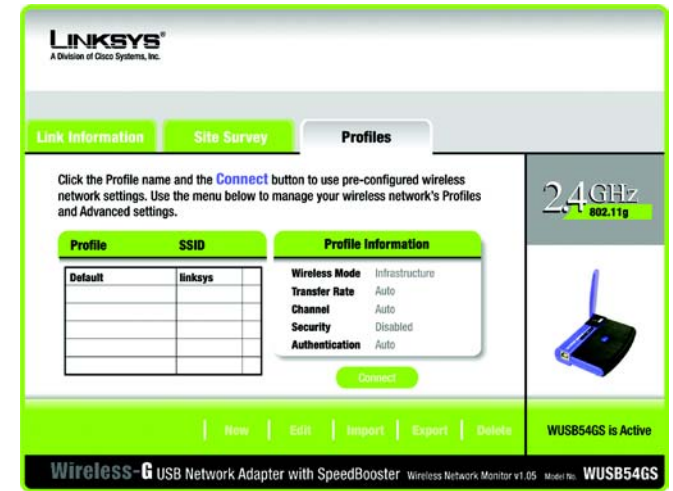 LINKSYS®
A Division of Cisco Systems, Inc.
Link Information Site Survey Profiles
Click the Profile name and the Connect button to use pre-configured wireless
network settings. Use the menu below to manage your wireless network's Profiles
and Advanced settings.
2.4GHz
802.11g
Profile SSID
Default linksys
Profile Information
Wireless Mode Infrastructure
Transfer Rate Auto
Channel Auto
Security Disabled
Authentication Auto
Connect
New Edit Import Export Delete
WUSB54GS is Active
Wireless-G USB Network Adapter with SpeedBooster Wireless Network Monitor v1.05 Model No. WUSB54GS